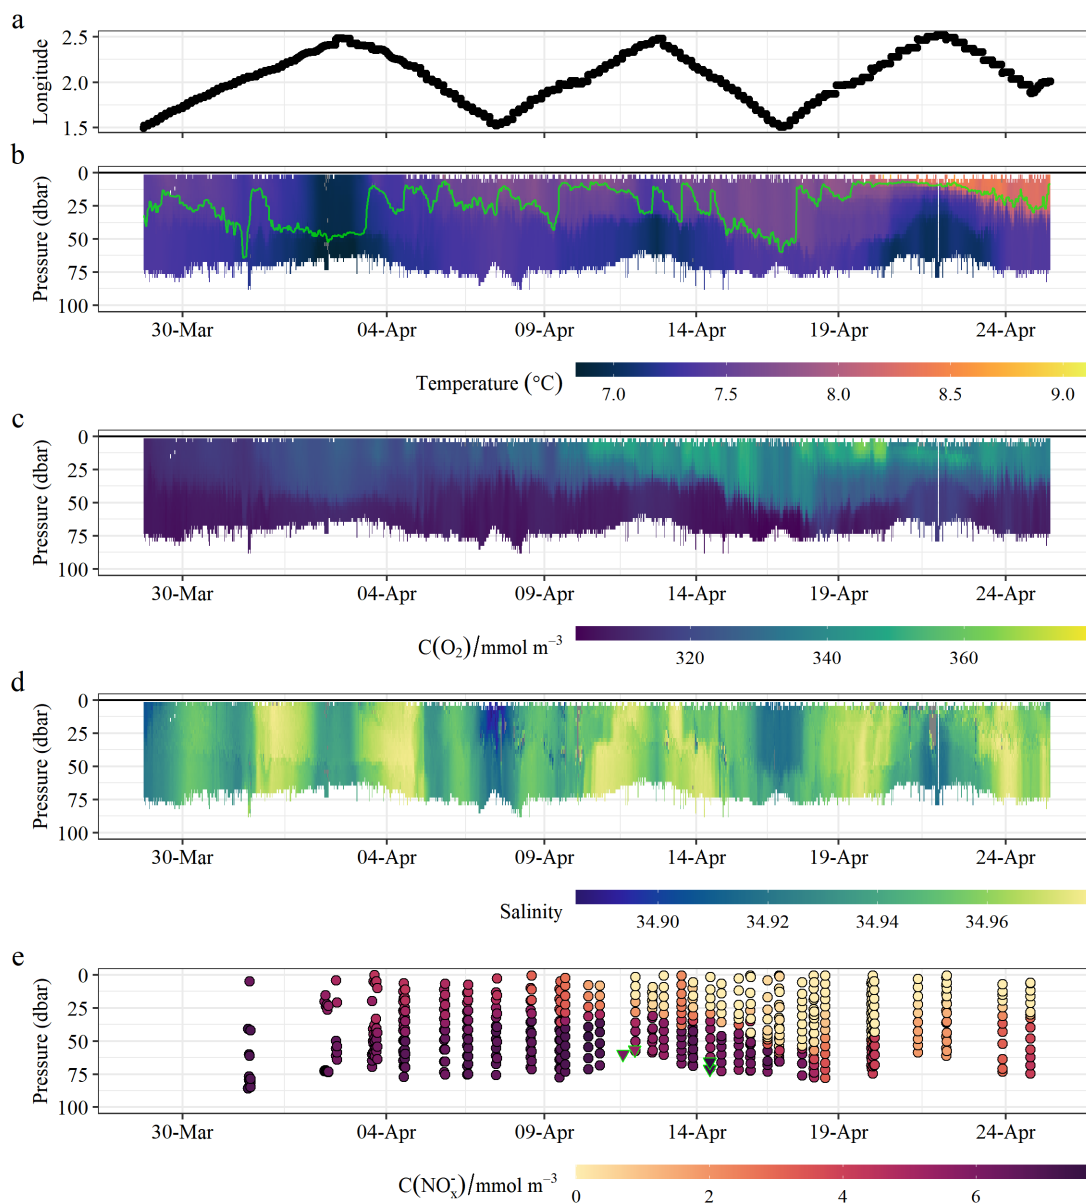 a
2.5
2.0
1.5
Longitude
b
0
25
50
75
100
Pressure (dbar)
30-Mar 04-Apr 09-Apr 14-Apr 19-Apr 24-Apr
Temperature (°C)
7.0 7.5 8.0 8.5 9.0
c
0
25
50
75
100
Pressure (dbar)
30-Mar 04-Apr 09-Apr 14-Apr 19-Apr 24-Apr
C(O₂)/mmol m⁻³
320 340 360
d
0
25
50
75
100
Pressure (dbar)
30-Mar 04-Apr 09-Apr 14-Apr 19-Apr 24-Apr
Salinity
34.90 34.92 34.94 34.96
e
0
25
50
75
100
Pressure (dbar)
30-Mar 04-Apr 09-Apr 14-Apr 19-Apr 24-Apr
C(NOₓ⁻)/mmol m⁻³
0 2 4 6